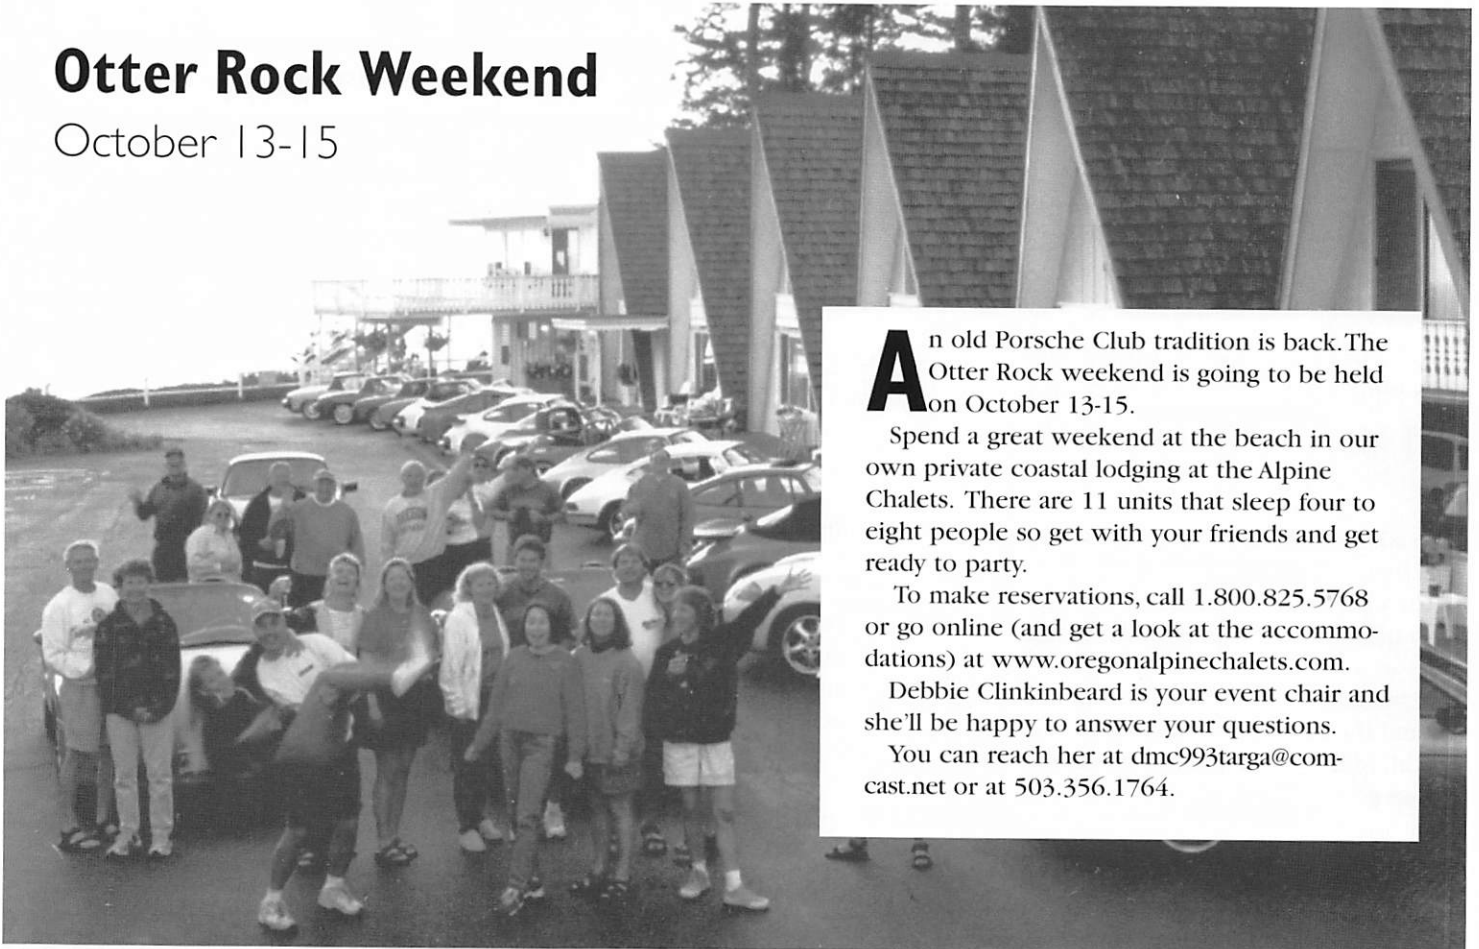 Otter Rock Weekend
October 13-15
An old Porsche Club tradition is back. The
Otter Rock weekend is going to be held
on October 13-15.
Spend a great weekend at the beach in our
own private coastal lodging at the Alpine
Chalets. There are 11 units that sleep four to
eight people so get with your friends and get
ready to party.
To make reservations, call 1.800.825.5768
or go online (and get a look at the accommo-
dations) at www.oregonalpinechalets.com.
Debbie Clinkinbeard is your event chair and
she'll be happy to answer your questions.
You can reach her at dmc993targa@com-
cast.net or at 503.356.1764.